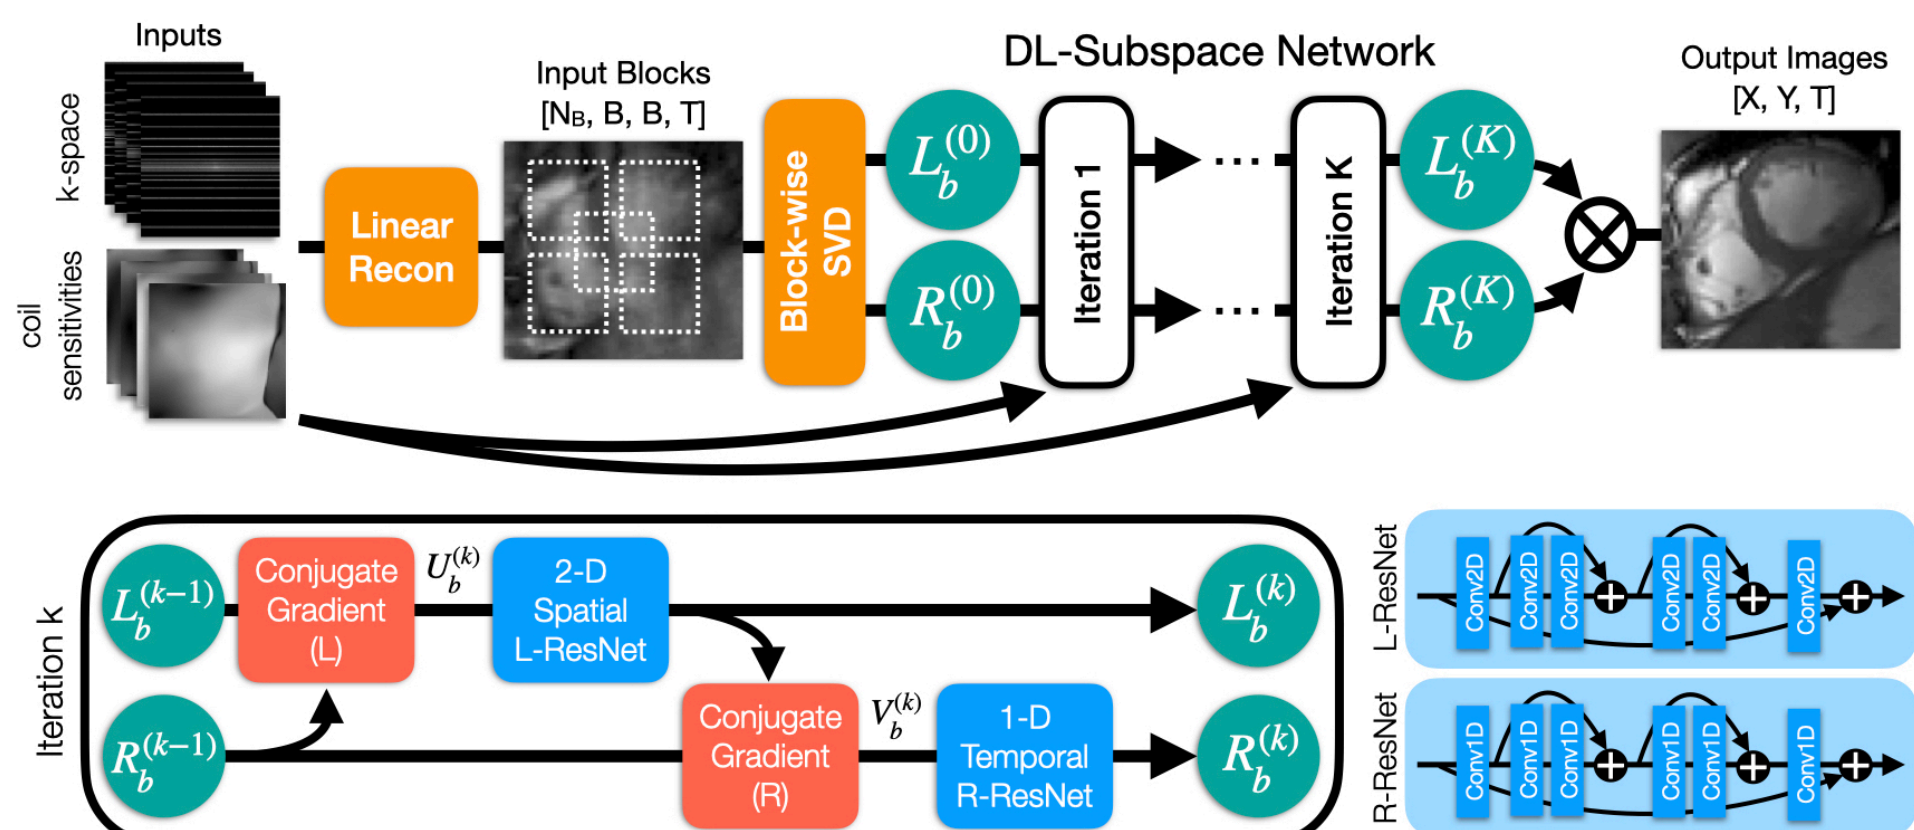 Inputs
k-space
coil
sensitivities
Linear
Recon
Input Blocks
[N_B, B, B, T]
Block-wise
SVD
DL-Subspace Network
L_b^(0)
R_b^(0)
Iteration 1
...
...
Iteration K
L_b^(K)
R_b^(K)
Output Images
[X, Y, T]
Iteration k
L_b^(k−1)
R_b^(k−1)
Conjugate
Gradient
(L)
U_b^(k)
2-D
Spatial
L-ResNet
Conjugate
Gradient
(R)
V_b^(k)
1-D
Temporal
R-ResNet
L_b^(k)
R_b^(k)
L-ResNet
Conv2D
Conv2D
Conv2D
Conv2D
Conv2D
Conv2D
R-ResNet
Conv1D
Conv1D
Conv1D
Conv1D
Conv1D
Conv1D